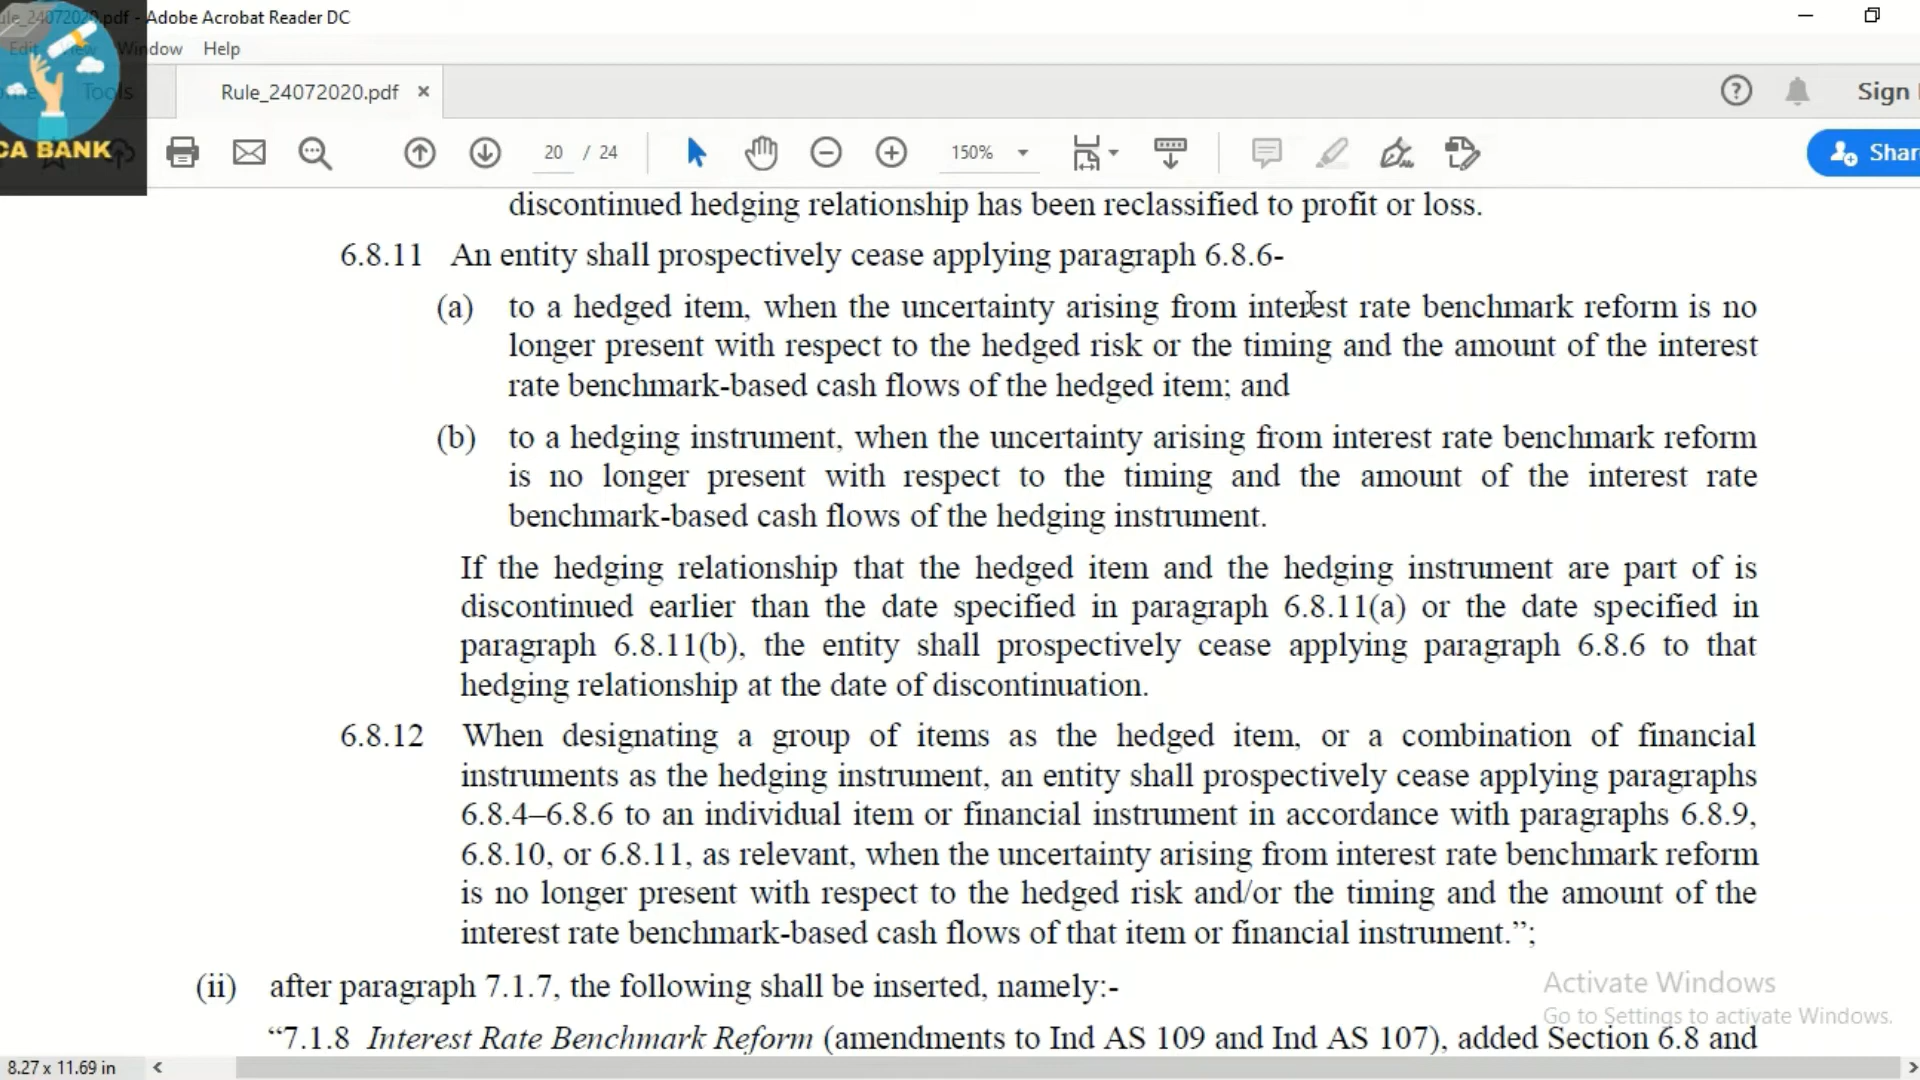 ule_24072020.pdf - Adobe Acrobat Reader DC
Edit View Window Help
Tools
Rule_24072020.pdf ×
Sign
CA BANK
20 / 24
150%
Shar
discontinued hedging relationship has been reclassified to profit or loss.
6.8.11 An entity shall prospectively cease applying paragraph 6.8.6-
(a) to a hedged item, when the uncertainty arising from interest rate benchmark reform is no
longer present with respect to the hedged risk or the timing and the amount of the interest
rate benchmark-based cash flows of the hedged item; and
(b) to a hedging instrument, when the uncertainty arising from interest rate benchmark reform
is no longer present with respect to the timing and the amount of the interest rate
benchmark-based cash flows of the hedging instrument.
If the hedging relationship that the hedged item and the hedging instrument are part of is
discontinued earlier than the date specified in paragraph 6.8.11(a) or the date specified in
paragraph 6.8.11(b), the entity shall prospectively cease applying paragraph 6.8.6 to that
hedging relationship at the date of discontinuation.
6.8.12 When designating a group of items as the hedged item, or a combination of financial
instruments as the hedging instrument, an entity shall prospectively cease applying paragraphs
6.8.4–6.8.6 to an individual item or financial instrument in accordance with paragraphs 6.8.9,
6.8.10, or 6.8.11, as relevant, when the uncertainty arising from interest rate benchmark reform
is no longer present with respect to the hedged risk and/or the timing and the amount of the
interest rate benchmark-based cash flows of that item or financial instrument.”;
(ii) after paragraph 7.1.7, the following shall be inserted, namely:-
“7.1.8 Interest Rate Benchmark Reform (amendments to Ind AS 109 and Ind AS 107), added Section 6.8 and
Activate Windows
Go to Settings to activate Windows.
8.27 x 11.69 in